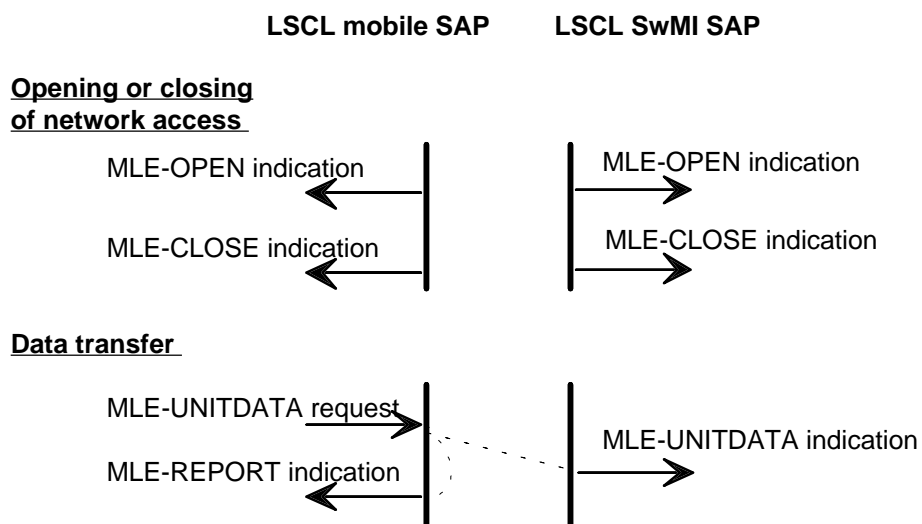 LSCL mobile SAP LSCL SwMI SAP
Opening or closing
of network access
MLE-OPEN indication MLE-OPEN indication
MLE-CLOSE indication MLE-CLOSE indication
Data transfer
MLE-UNITDATA request
MLE-UNITDATA indication
MLE-REPORT indication